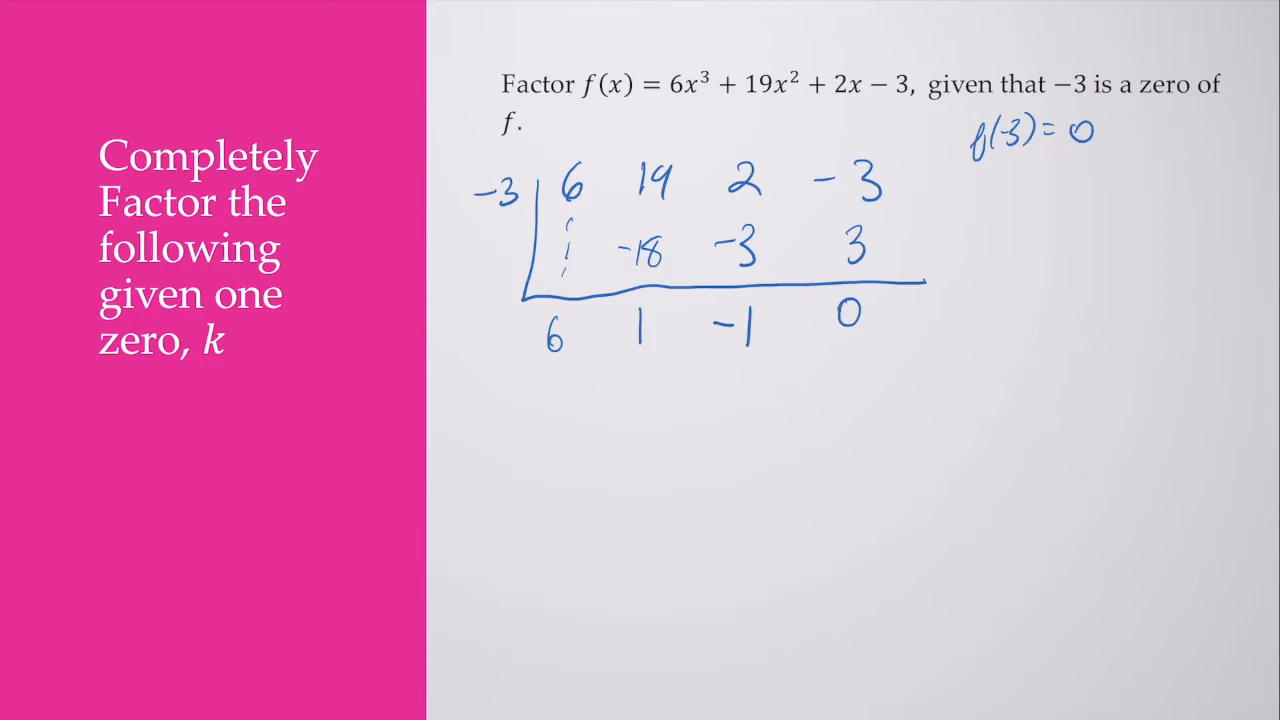 Completely
Factor the
following
given one
zero, k
Factor f(x) = 6x³ + 19x² + 2x − 3, given that −3 is a zero of
f.
f(-3) = 0
-3 6 19 2 -3
-18 -3 3
6 1 -1 0